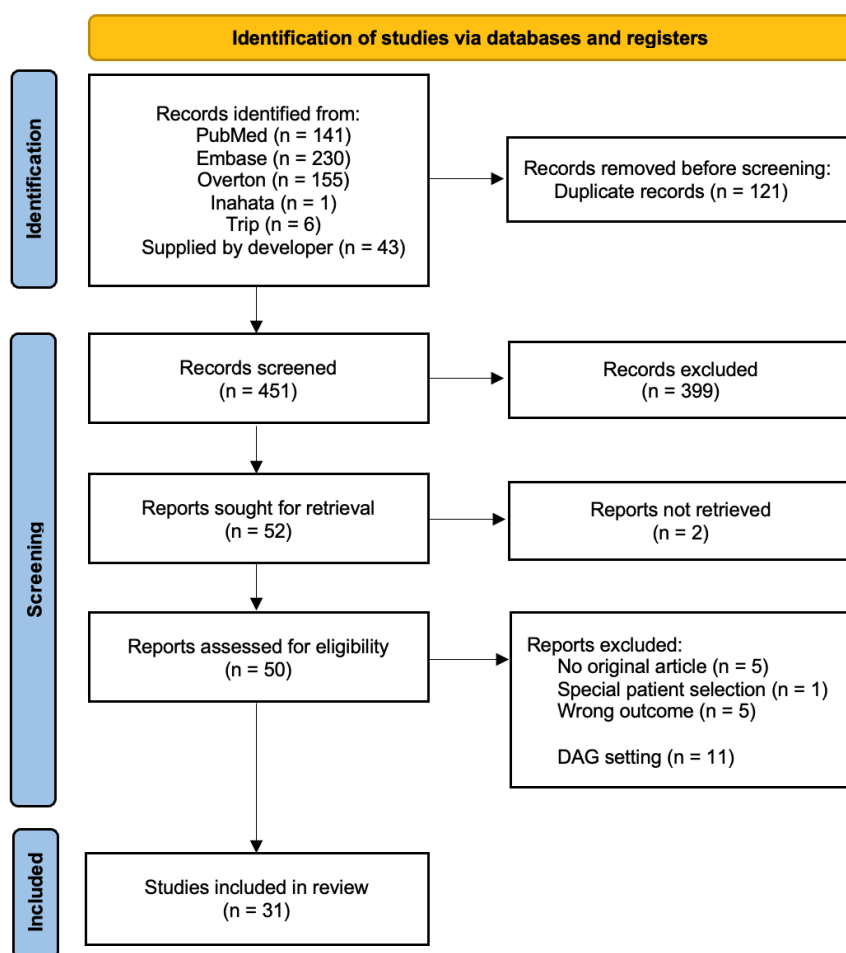 Identification of studies via databases and registers
Identification
Records identified from:
PubMed (n = 141)
Embase (n = 230)
Overton (n = 155)
Inahata (n = 1)
Trip (n = 6)
Supplied by developer (n = 43)
Records removed before screening:
Duplicate records (n = 121)
Screening
Records screened
(n = 451)
Records excluded
(n = 399)
Reports sought for retrieval
(n = 52)
Reports not retrieved
(n = 2)
Reports assessed for eligibility
(n = 50)
Reports excluded:
No original article (n = 5)
Special patient selection (n = 1)
Wrong outcome (n = 5)
DAG setting (n = 11)
Included
Studies included in review
(n = 31)